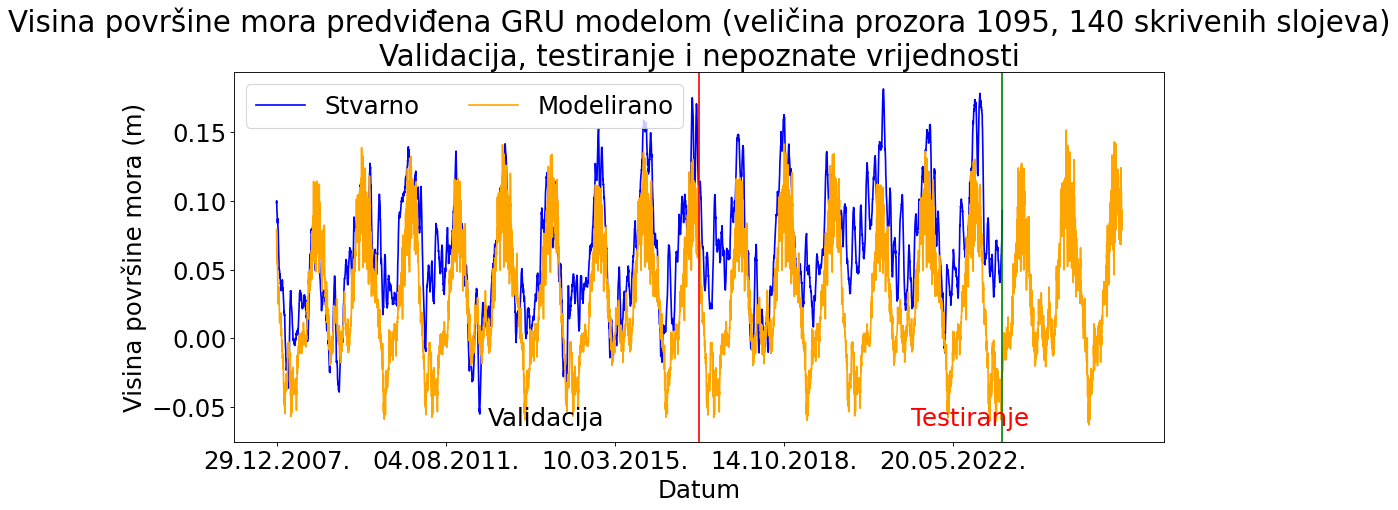 Visina površine mora predviđena GRU modelom (veličina prozora 1095, 140 skrivenih slojeva)
Validacija, testiranje i nepoznate vrijednosti
Stvarno Modelirano
Visina površine mora (m)
0.15
0.10
0.05
0.00
−0.05
Validacija Testiranje
29.12.2007. 04.08.2011. 10.03.2015. 14.10.2018. 20.05.2022.
Datum